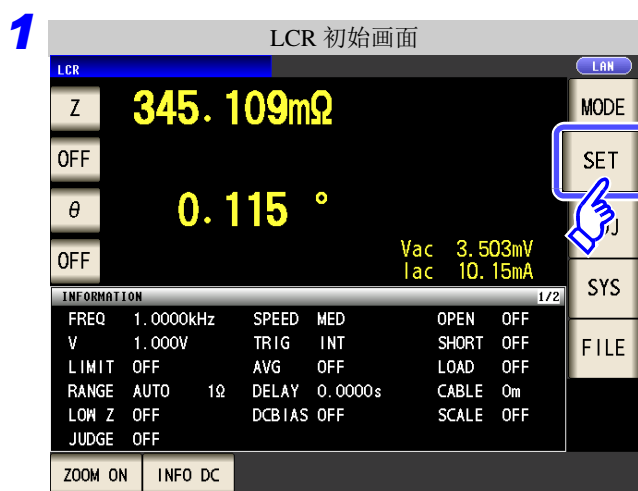 1
LCR 初始画面
LCR
LAN
Z
345.109mΩ
MODE
OFF
SET
θ
0.115 °
OFF
Vac 3.503mV
Iac 10.15mA
SYS
INFORMATION 1/2
FREQ 1.0000kHz SPEED MED OPEN OFF
V 1.000V TRIG INT SHORT OFF
FILE
LIMIT OFF AVG OFF LOAD OFF
RANGE AUTO 1Ω DELAY 0.0000s CABLE 0m
LOW Z OFF DCBIAS OFF SCALE OFF
JUDGE OFF
ZOOM ON INFO DC